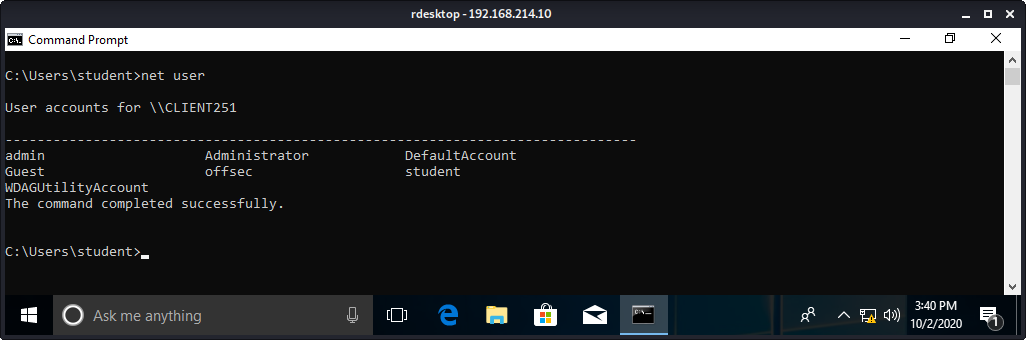 rdesktop - 192.168.214.10
Command Prompt
C:\Users\student>net user
User accounts for \\CLIENT251
-------------------------------------------------------------------------------
admin                    Administrator            DefaultAccount
Guest                    offsec                   student
WDAGUtilityAccount
The command completed successfully.
C:\Users\student>
Ask me anything
3:40 PM
10/2/2020
1